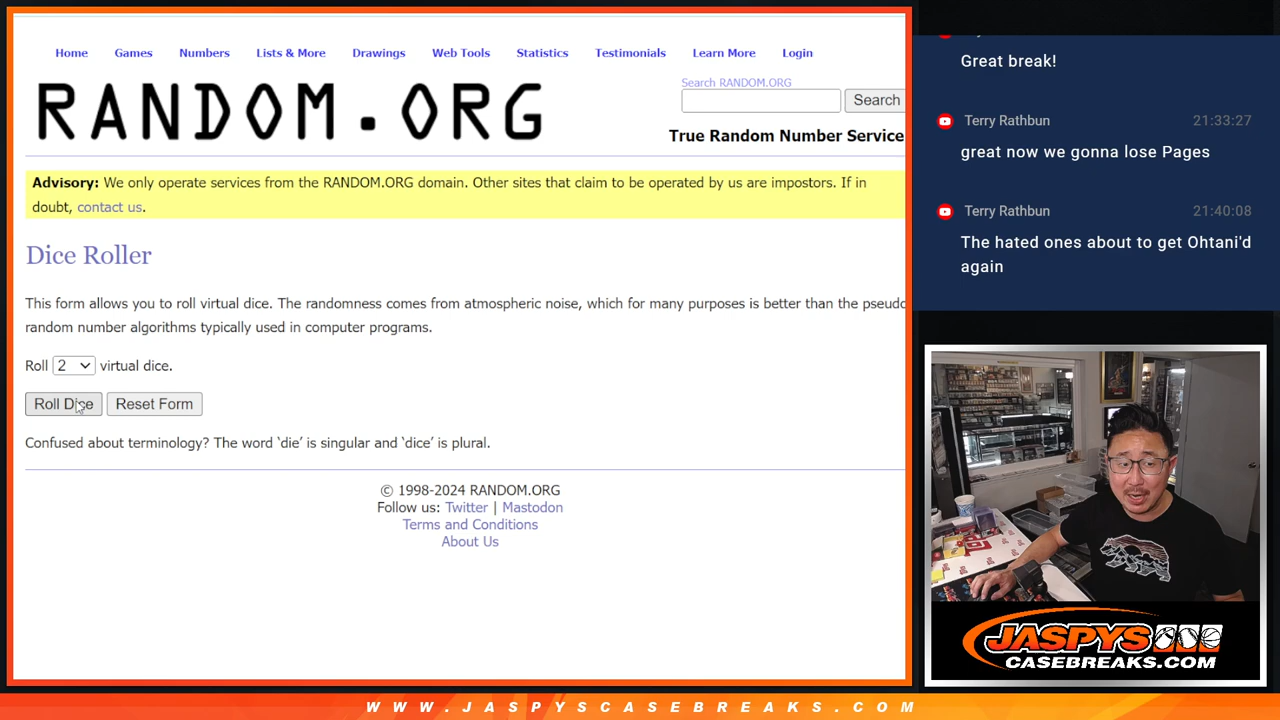 Home Games Numbers Lists & More Drawings Web Tools Statistics Testimonials Learn More Login
RANDOM.ORG
Search RANDOM.ORG
Search
True Random Number Service
Advisory: We only operate services from the RANDOM.ORG domain. Other sites that claim to be operated by us are impostors. If in
doubt, contact us.
Dice Roller
This form allows you to roll virtual dice. The randomness comes from atmospheric noise, which for many purposes is better than the pseudo
random number algorithms typically used in computer programs.
Roll 2 virtual dice.
Roll Dice Reset Form
Confused about terminology? The word ‘die’ is singular and ‘dice’ is plural.
© 1998-2024 RANDOM.ORG
Follow us: Twitter | Mastodon
Terms and Conditions
About Us
Great break!
Terry Rathbun 21:33:27
great now we gonna lose Pages
Terry Rathbun 21:40:08
The hated ones about to get Ohtani'd
again
JASPYS
CASEBREAKS.COM
WWW.JASPYSCASEBREAKS.COM